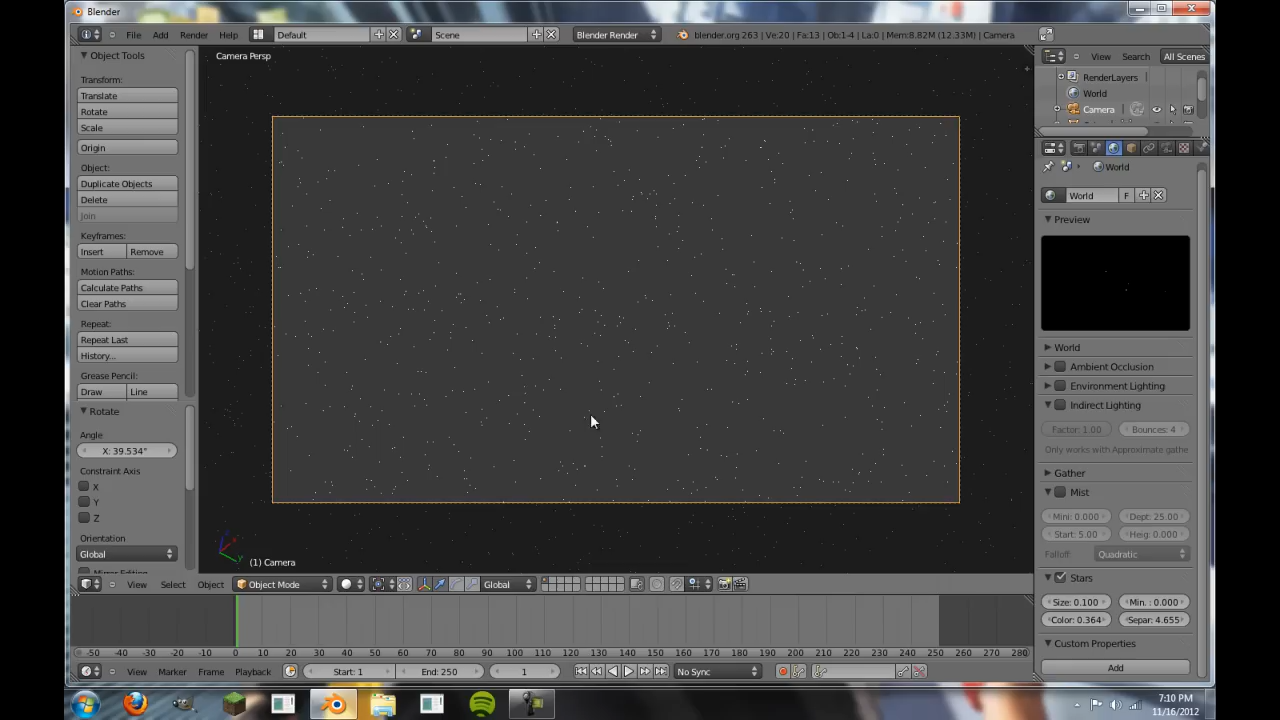 Blender
File Add Render Help Default Scene Blender Render blender.org 263 | Ve:20 | Fa:13 | Ob:1-4 | La:0 | Mem:8.82M (12.33M) | Camera
Object Tools
Transform:
Translate
Rotate
Scale
Origin
Object:
Duplicate Objects
Delete
Join
Keyframes:
Insert Remove
Motion Paths:
Calculate Paths
Clear Paths
Repeat:
Repeat Last
History...
Grease Pencil:
Draw Line
Rotate
Angle
X: 39.534°
Constraint Axis
X
Y
Z
Orientation
Global
Camera Persp
(1) Camera
View Select Object Object Mode Global
View Search All Scenes
RenderLayers
World
Camera
World
World F
Preview
World
Ambient Occlusion
Environment Lighting
Indirect Lighting
Factor: 1.00 Bounces: 4
Only works with Approximate gathe
Gather
Mist
Mini: 0.000 Dept: 25.00
Start: 5.00 Heig: 0.000
Falloff: Quadratic
Stars
Size: 0.100 Min. : 0.000
Color: 0.364 Separ: 4.655
Custom Properties
Add
-50 -40 -30 -20 -10 0 10 20 30 40 50 60 70 80 90 100 110 120 130 140 150 160 170 180 190 200 210 220 230 240 250 260 270 280
View Marker Frame Playback Start: 1 End: 250 1 No Sync
7:10 PM
11/16/2012